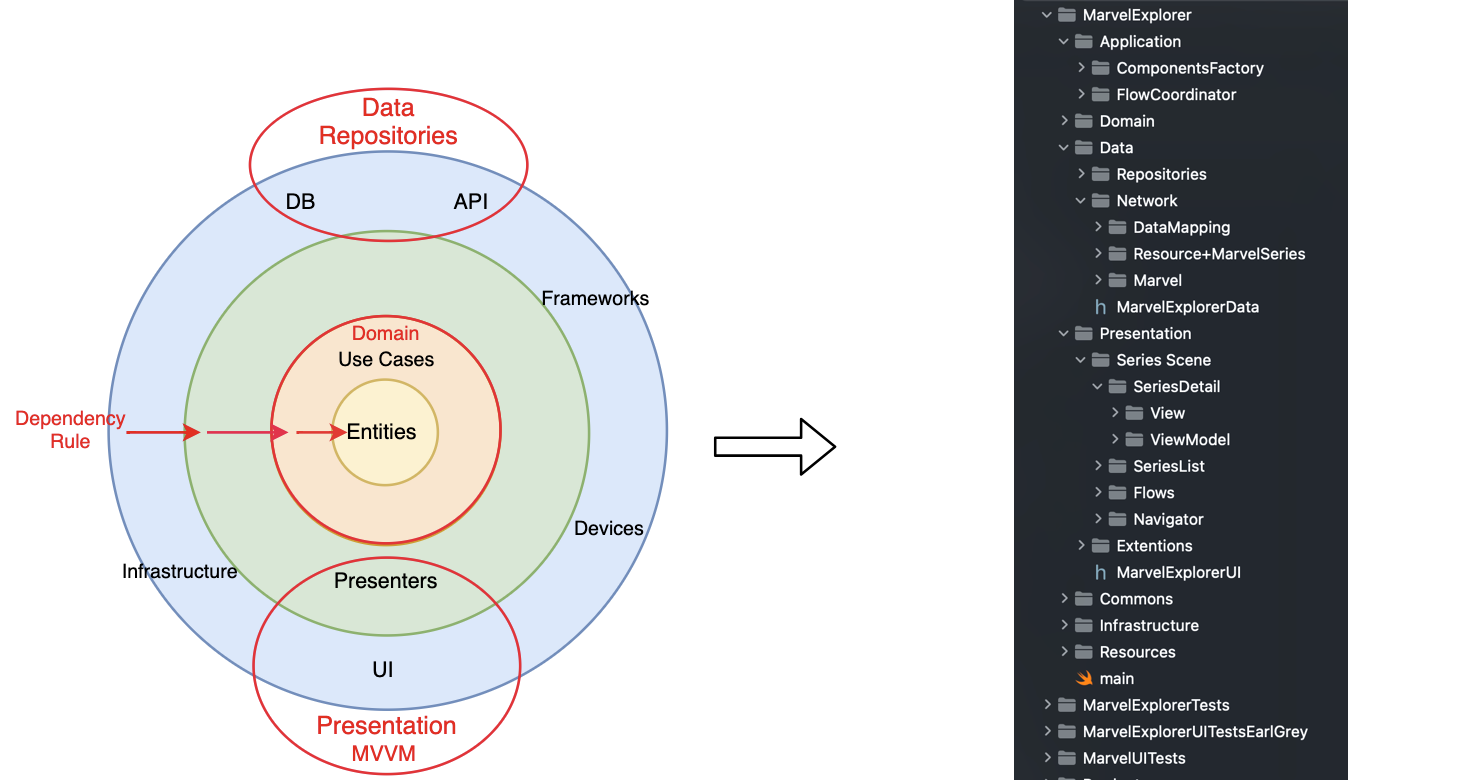 Data
Repositories
DB
API
Frameworks
Domain
Use Cases
Dependency
Rule
Entities
Devices
Infrastructure
Presenters
UI
Presentation
MVVM
MarvelExplorer
Application
ComponentsFactory
FlowCoordinator
Domain
Data
Repositories
Network
DataMapping
Resource+MarvelSeries
Marvel
h MarvelExplorerData
Presentation
Series Scene
SeriesDetail
View
ViewModel
SeriesList
Flows
Navigator
Extentions
h MarvelExplorerUI
Commons
Infrastructure
Resources
main
MarvelExplorerTests
MarvelExplorerUITestsEarlGrey
MarvelUITests